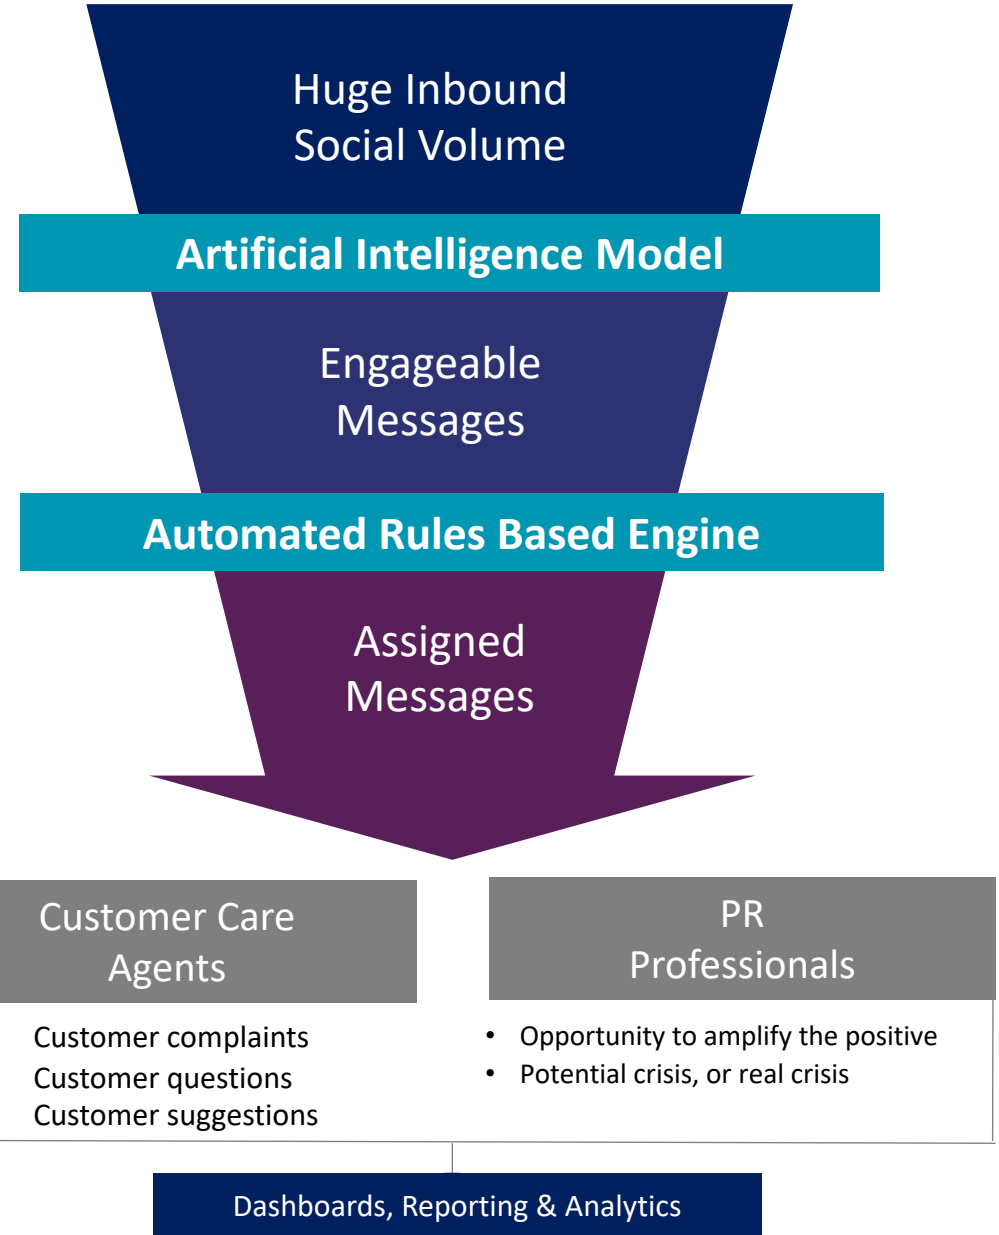 Huge Inbound
Social Volume
Artificial Intelligence Model
Engageable
Messages
Automated Rules Based Engine
Assigned
Messages
Customer Care
Agents
Customer complaints
Customer questions
Customer suggestions
PR
Professionals
• Opportunity to amplify the positive
• Potential crisis, or real crisis
Dashboards, Reporting & Analytics